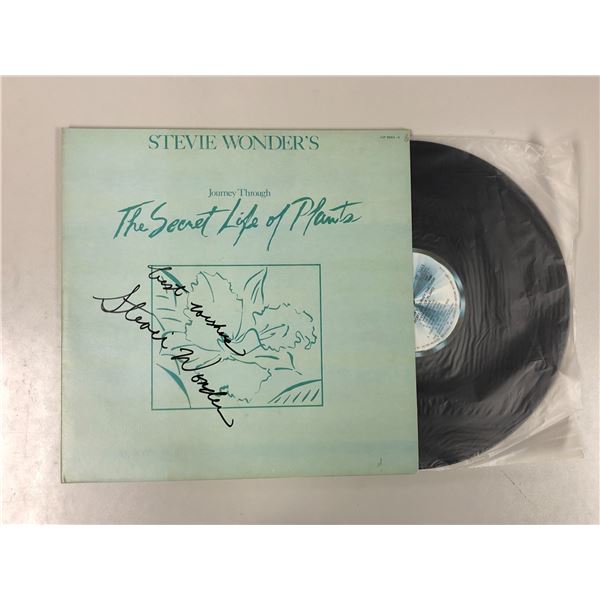 STEVIE WONDER'S
Journey Through
The Secret Life of Plants
best wishes
Stevie Wonder